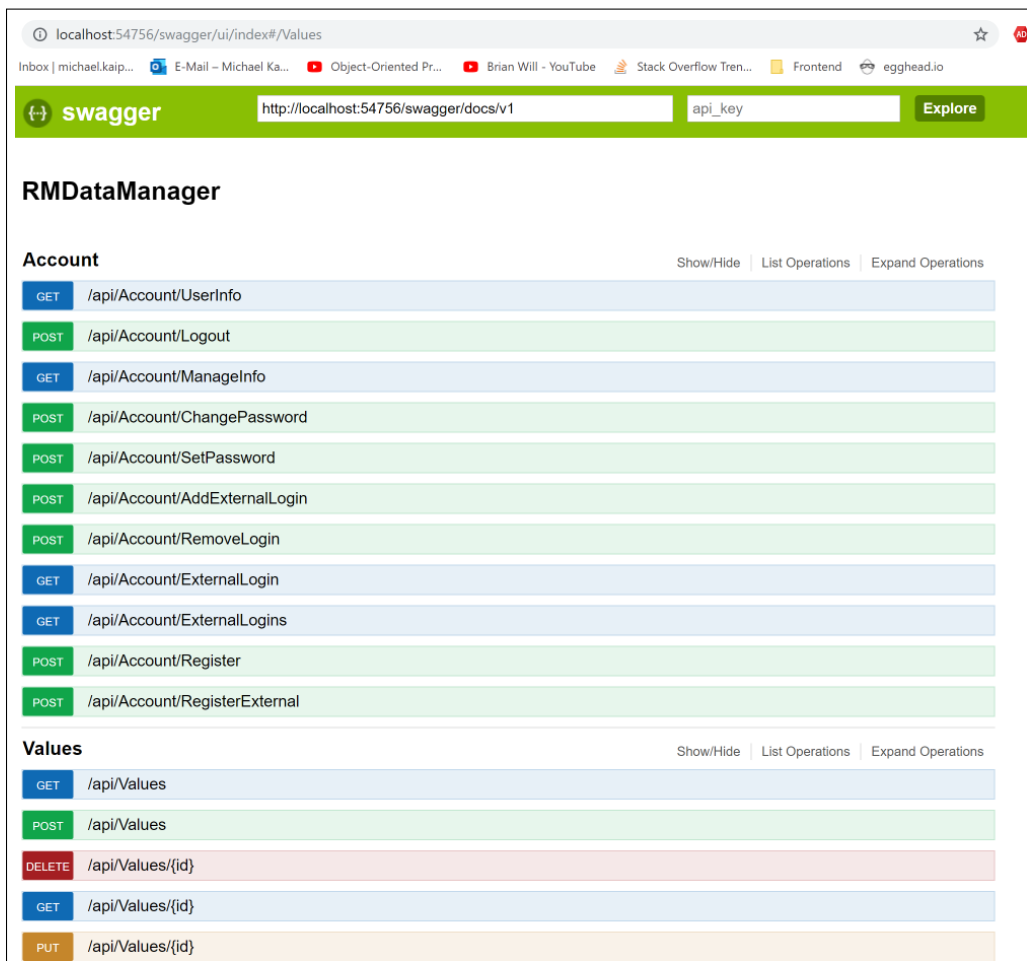 localhost:54756/swagger/ui/index#/Values
Inbox | michael.kaip... E-Mail – Michael Ka... Object-Oriented Pr... Brian Will - YouTube Stack Overflow Tren... Frontend egghead.io
{...} swagger http://localhost:54756/swagger/docs/v1 api_key Explore
RMDataManager
Account Show/Hide List Operations Expand Operations
GET /api/Account/UserInfo
POST /api/Account/Logout
GET /api/Account/ManageInfo
POST /api/Account/ChangePassword
POST /api/Account/SetPassword
POST /api/Account/AddExternalLogin
POST /api/Account/RemoveLogin
GET /api/Account/ExternalLogin
GET /api/Account/ExternalLogins
POST /api/Account/Register
POST /api/Account/RegisterExternal
Values Show/Hide List Operations Expand Operations
GET /api/Values
POST /api/Values
DELETE /api/Values/{id}
GET /api/Values/{id}
PUT /api/Values/{id}